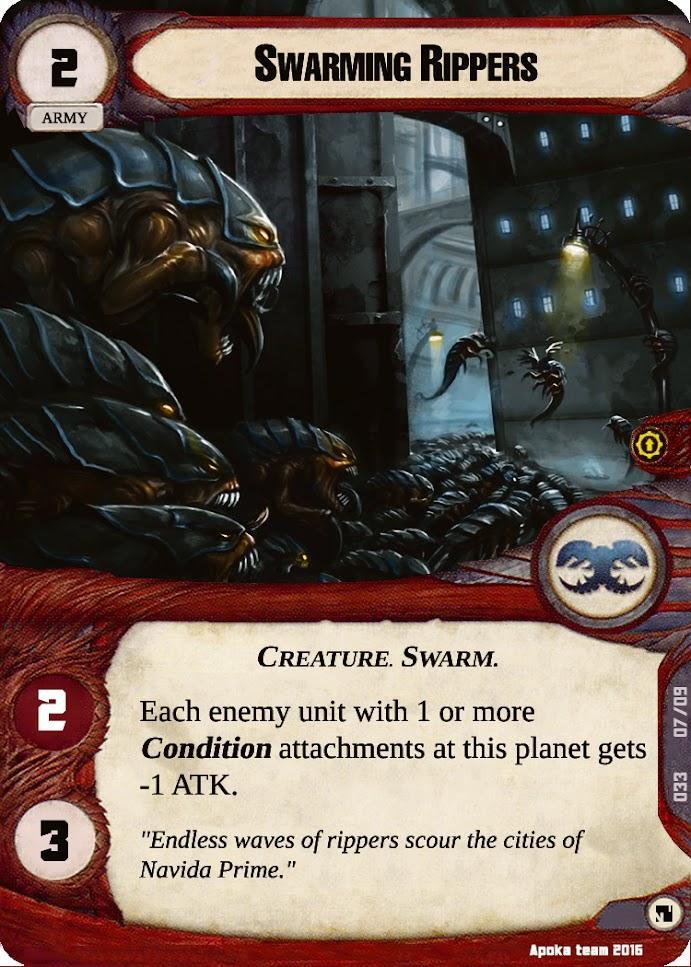 2
ARMY
SWARMING RIPPERS
CREATURE. SWARM.
2
3
Each enemy unit with 1 or more
Condition attachments at this planet gets
-1 ATK.
"Endless waves of rippers scour the cities of
Navida Prime."
07/09
033
Apoka team 2016